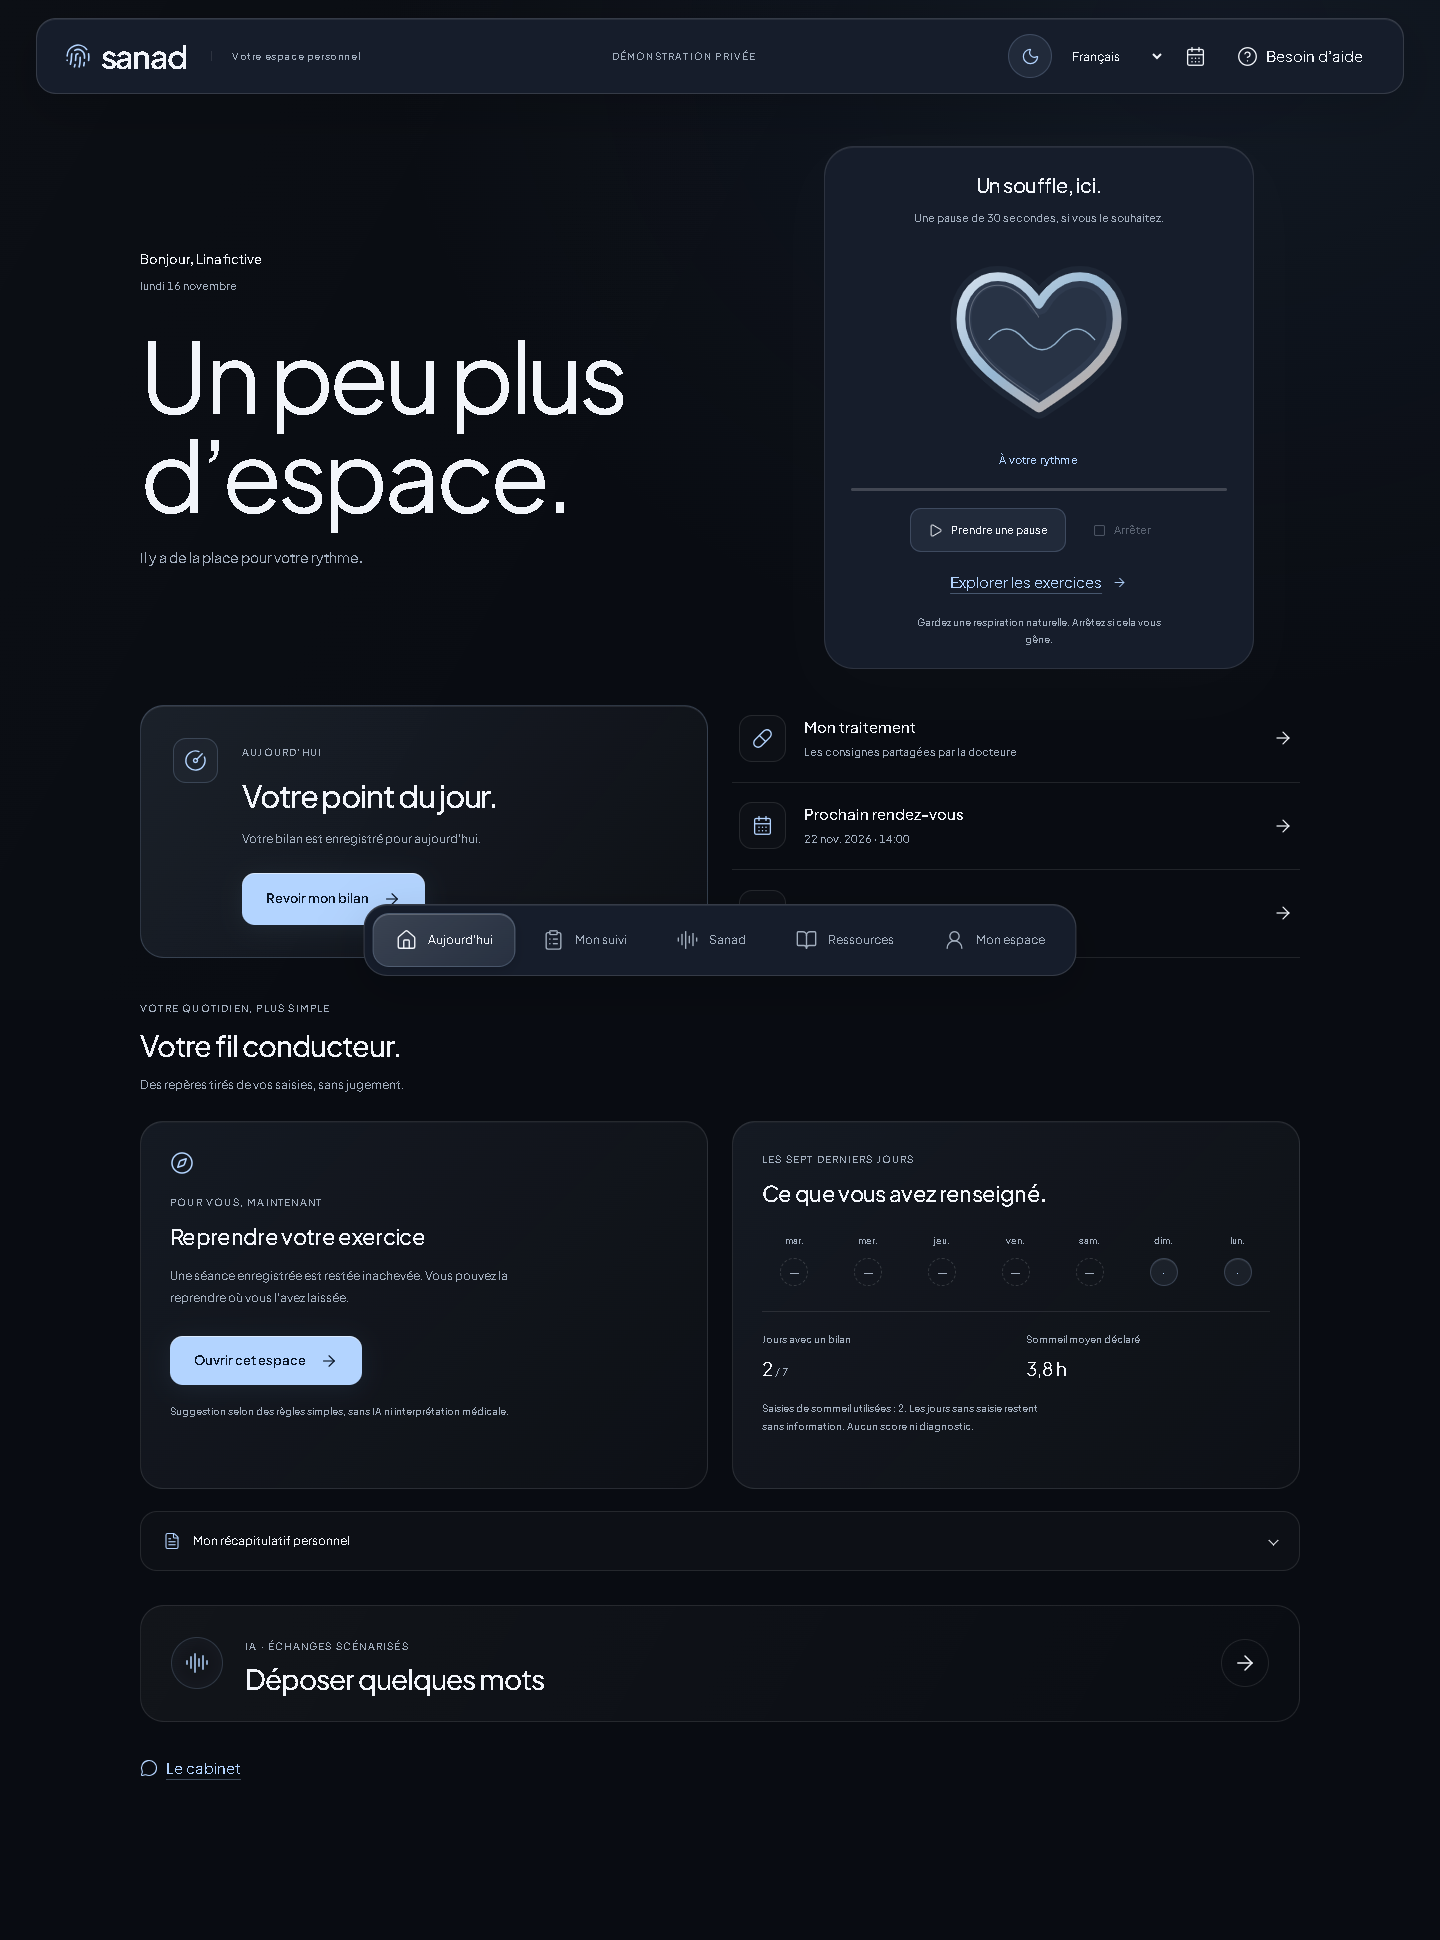 sanad
Votre espace personnel
DÉMONSTRATION PRIVÉE
Français
Besoin d’aide
Un souffle, ici.
Une pause de 30 secondes, si vous le souhaitez.
Bonjour, Lina fictive
lundi 16 novembre
Un peu plus
d’espace.
Il y a de la place pour votre rythme.
À votre rythme
Prendre une pause
Arrêter
Explorer les exercices
Gardez une respiration naturelle. Arrêtez si cela vous
gêne.
AUJOURD'HUI
Votre point du jour.
Votre bilan est enregistré pour aujourd'hui.
Revoir mon bilan
Mon traitement
Les consignes partagées par la docteure
Prochain rendez-vous
22 nov. 2026 · 14:00
Aujourd'hui
Mon suivi
Sanad
Ressources
Mon espace
VOTRE QUOTIDIEN, PLUS SIMPLE
Votre fil conducteur.
Des repères tirés de vos saisies, sans jugement.
POUR VOUS, MAINTENANT
Reprendre votre exercice
Une séance enregistrée est restée inachevée. Vous pouvez la
reprendre où vous l'avez laissée.
Ouvrir cet espace
Suggestion selon des règles simples, sans IA ni interprétation médicale.
LES SEPT DERNIERS JOURS
Ce que vous avez renseigné.
mar. mer. jeu. ven. sam. dim. lun.
— — — — — · ·
Jours avec un bilan
2 / 7
Sommeil moyen déclaré
3,8 h
Saisies de sommeil utilisées : 2. Les jours sans saisie restent
sans information. Aucun score ni diagnostic.
Mon récapitulatif personnel
IA · ÉCHANGES SCÉNARISÉS
Déposer quelques mots
Le cabinet